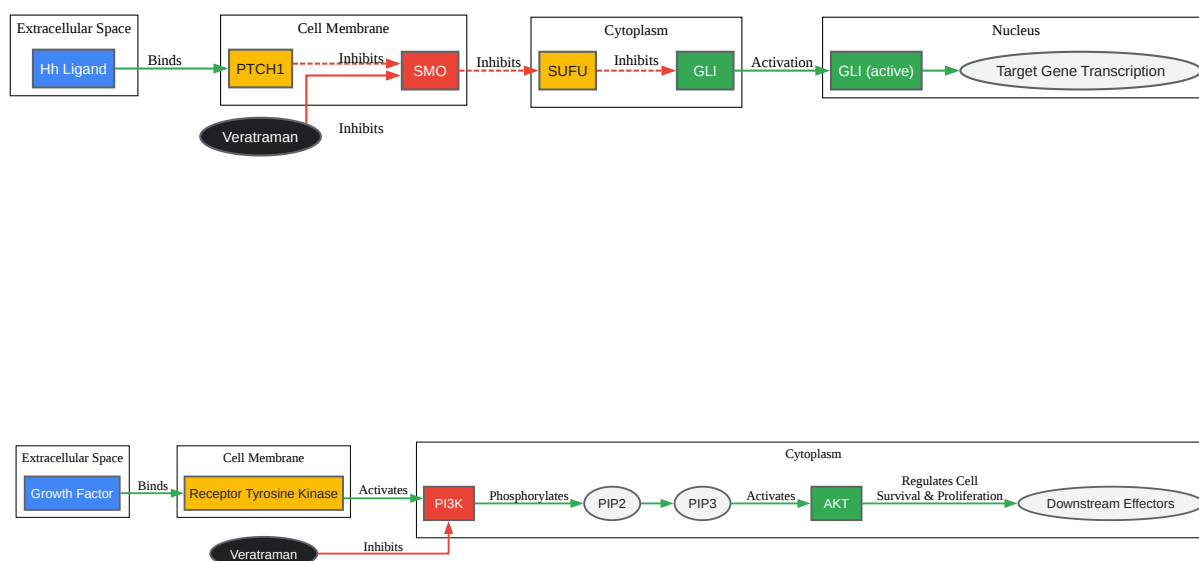 Extracellular Space
Cell Membrane
Cytoplasm
Nucleus
Hh Ligand
Binds
PTCH1
Inhibits
SMO
Inhibits
SUFU
Inhibits
GLI
Activation
GLI (active)
Target Gene Transcription
Veratraman
Inhibits
Extracellular Space
Cell Membrane
Cytoplasm
Growth Factor
Binds
Receptor Tyrosine Kinase
Activates
PI3K
Phosphorylates
PIP2
PIP3
Activates
AKT
Regulates Cell
Survival & Proliferation
Downstream Effectors
Veratraman
Inhibits